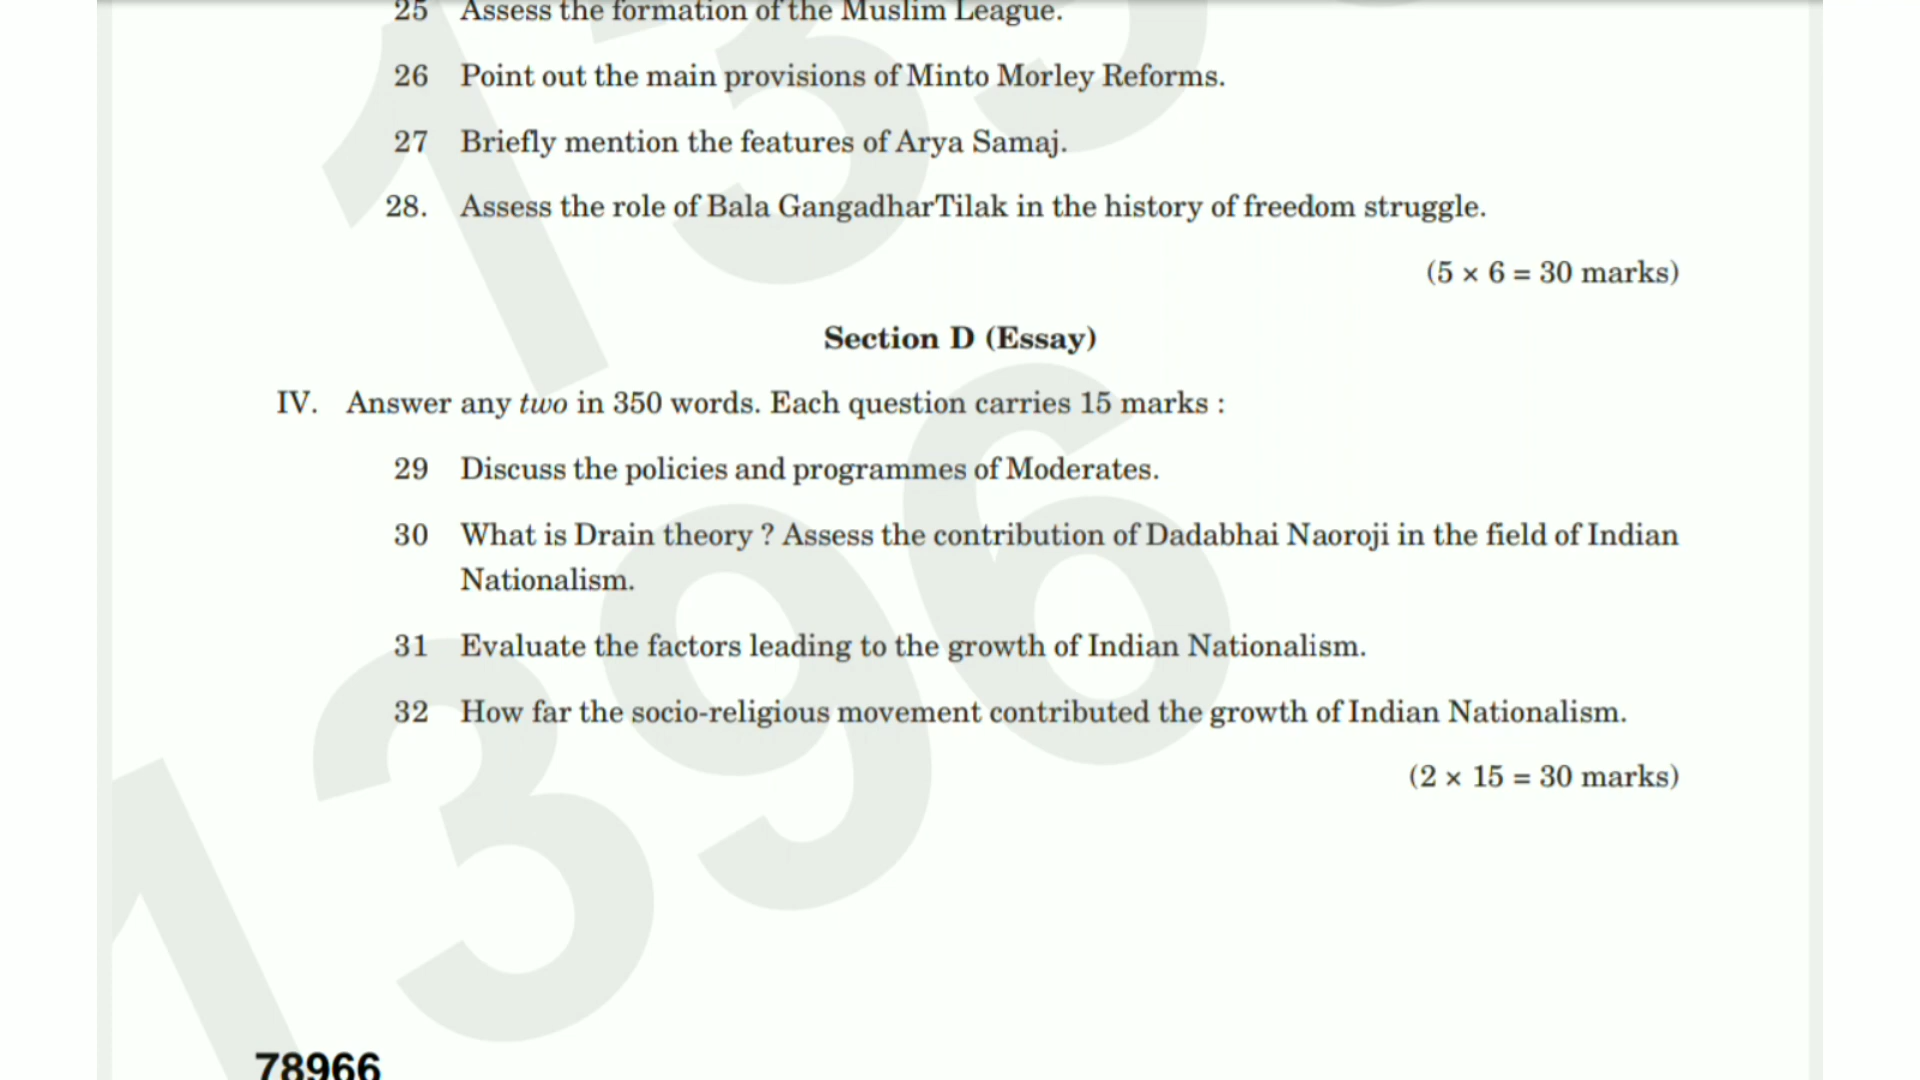 25 Assess the formation of the Muslim League.
26 Point out the main provisions of Minto Morley Reforms.
27 Briefly mention the features of Arya Samaj.
28. Assess the role of Bala GangadharTilak in the history of freedom struggle.
(5 × 6 = 30 marks)
Section D (Essay)
IV. Answer any two in 350 words. Each question carries 15 marks :
29 Discuss the policies and programmes of Moderates.
30 What is Drain theory ? Assess the contribution of Dadabhai Naoroji in the field of Indian
Nationalism.
31 Evaluate the factors leading to the growth of Indian Nationalism.
32 How far the socio-religious movement contributed the growth of Indian Nationalism.
(2 × 15 = 30 marks)
1396
78966